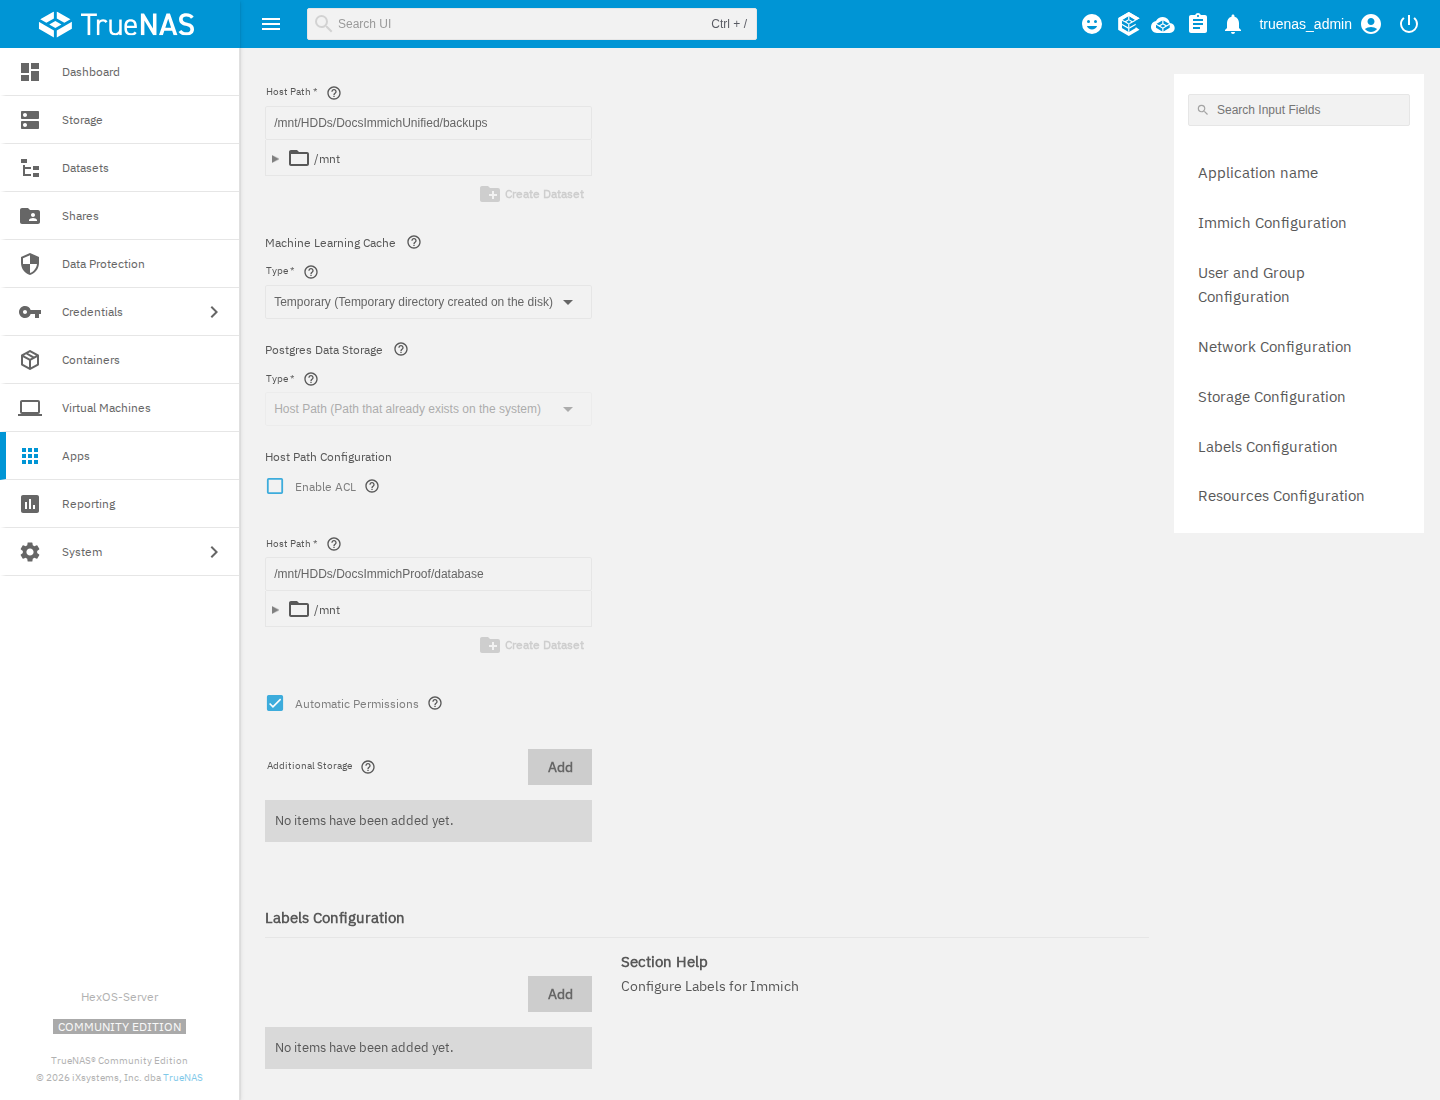 TrueNAS
Search UI
Ctrl + /
truenas_admin
Dashboard
Storage
Datasets
Shares
Data Protection
Credentials
Containers
Virtual Machines
Apps
Reporting
System
HexOS-Server
COMMUNITY EDITION
TrueNAS® Community Edition
© 2026 iXsystems, Inc. dba TrueNAS
Host Path *
/mnt/HDDs/DocsImmichUnified/backups
/mnt
Create Dataset
Machine Learning Cache
Type *
Temporary (Temporary directory created on the disk)
Postgres Data Storage
Type *
Host Path (Path that already exists on the system)
Host Path Configuration
Enable ACL
Host Path *
/mnt/HDDs/DocsImmichProof/database
/mnt
Create Dataset
Automatic Permissions
Additional Storage
Add
No items have been added yet.
Labels Configuration
Add
No items have been added yet.
Section Help
Configure Labels for Immich
Search Input Fields
Application name
Immich Configuration
User and Group
Configuration
Network Configuration
Storage Configuration
Labels Configuration
Resources Configuration